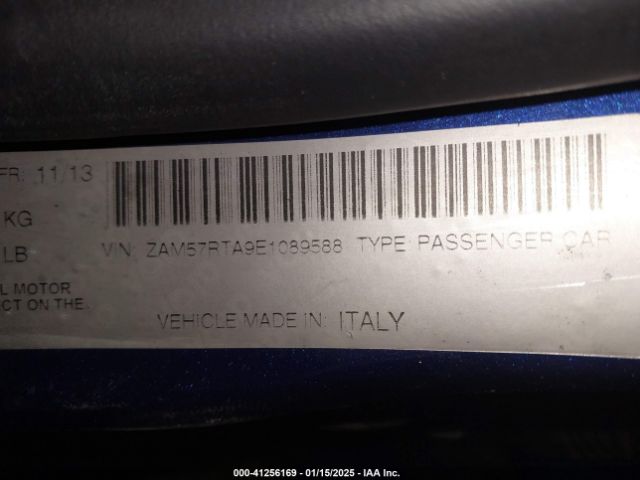 FR: 11/13
KG
LB
VIN: ZAM57RTA9E1089588 TYPE: PASSENGER CAR
L MOTOR
CT ON THE
VEHICLE MADE IN: ITALY
000-41256169 - 01/15/2025 - IAA Inc.